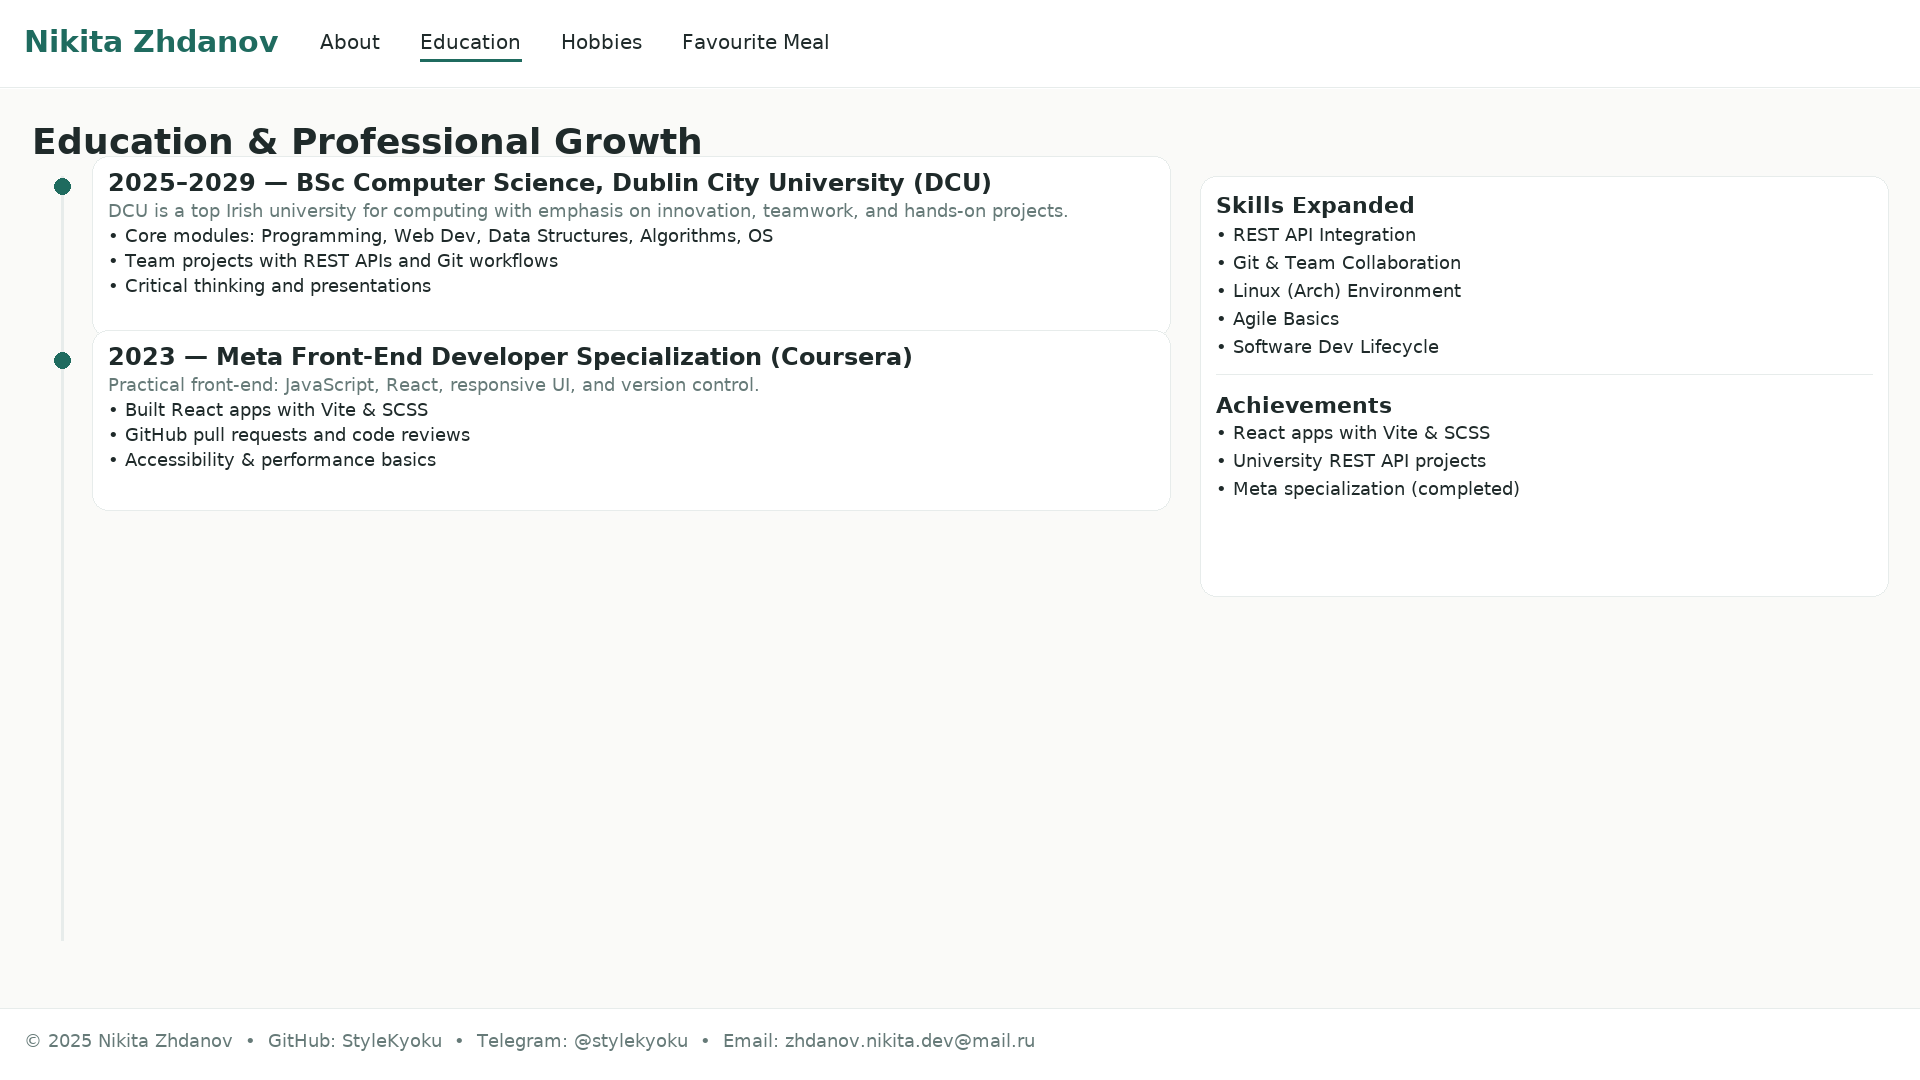 Nikita Zhdanov About Education Hobbies Favourite Meal
Education & Professional Growth
2025–2029 — BSc Computer Science, Dublin City University (DCU)
DCU is a top Irish university for computing with emphasis on innovation, teamwork, and hands-on projects.
• Core modules: Programming, Web Dev, Data Structures, Algorithms, OS
• Team projects with REST APIs and Git workflows
• Critical thinking and presentations
2023 — Meta Front-End Developer Specialization (Coursera)
Practical front-end: JavaScript, React, responsive UI, and version control.
• Built React apps with Vite & SCSS
• GitHub pull requests and code reviews
• Accessibility & performance basics
Skills Expanded
• REST API Integration
• Git & Team Collaboration
• Linux (Arch) Environment
• Agile Basics
• Software Dev Lifecycle
Achievements
• React apps with Vite & SCSS
• University REST API projects
• Meta specialization (completed)
© 2025 Nikita Zhdanov • GitHub: StyleKyoku • Telegram: @stylekyoku • Email: zhdanov.nikita.dev@mail.ru